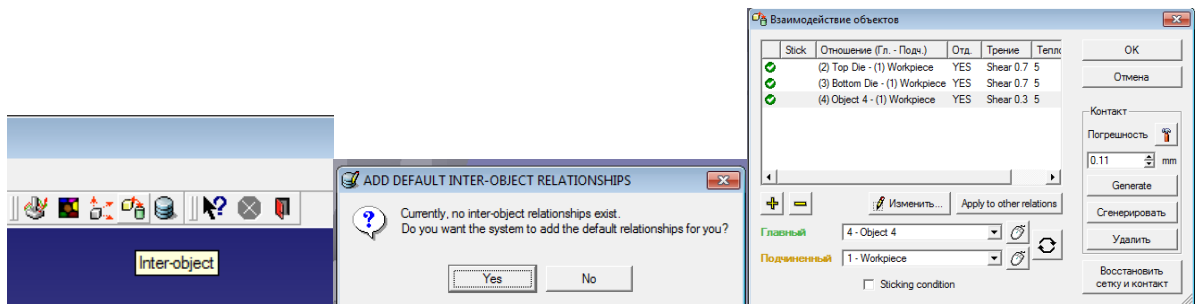 Inter-object
ADD DEFAULT INTER-OBJECT RELATIONSHIPS
Currently, no inter-object relationships exist.
Do you want the system to add the default relationships for you?
Yes
No
Взаимодействие объектов
Stick Отношение (Гл. - Подч.) Отд. Трение Тепло
(2) Top Die - (1) Workpiece YES Shear 0.7 5
(3) Bottom Die - (1) Workpiece YES Shear 0.7 5
(4) Object 4 - (1) Workpiece YES Shear 0.3 5
OK
Отмена
Контакт
Погрешность
0.11 mm
Generate
Сгенерировать
Удалить
Восстановить
сетку и контакт
Изменить...
Apply to other relations
Главный 4 - Object 4
Подчиненный 1 - Workpiece
Sticking condition